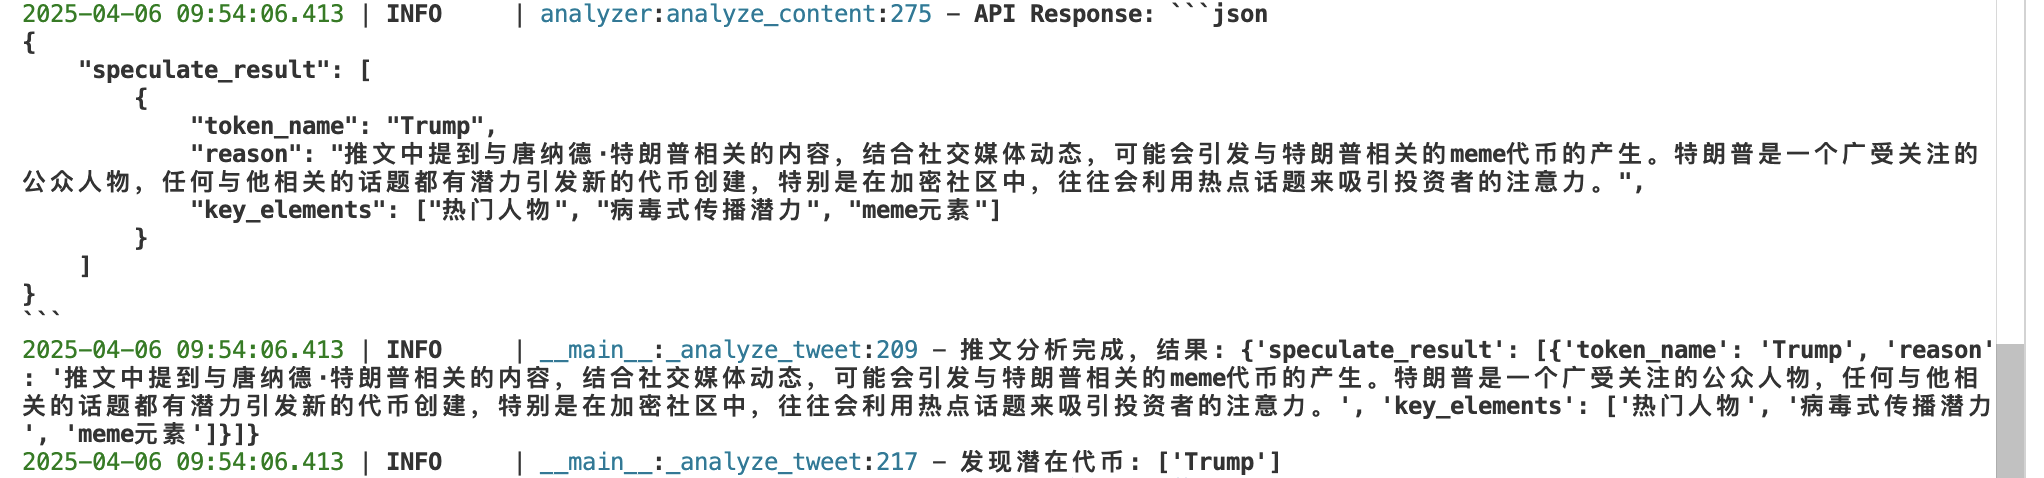 2025-04-06 09:54:06.413 | INFO     | analyzer:analyze_content:275 - API Response: ```json
{
    "speculate_result": [
        {
            "token_name": "Trump",
            "reason": "推文中提到与唐纳德·特朗普相关的内容，结合社交媒体动态，可能会引发与特朗普相关的meme代币的产生。特朗普是一个广受关注的
公众人物，任何与他相关的话题都有潜力引发新的代币创建，特别是在加密社区中，往往会利用热点话题来吸引投资者的注意力。",
            "key_elements": ["热门人物", "病毒式传播潜力", "meme元素"]
        }
    ]
}
```
2025-04-06 09:54:06.413 | INFO     | __main__:_analyze_tweet:209 - 推文分析完成，结果: {'speculate_result': [{'token_name': 'Trump', 'reason'
: '推文中提到与唐纳德·特朗普相关的内容，结合社交媒体动态，可能会引发与特朗普相关的meme代币的产生。特朗普是一个广受关注的公众人物，任何与他相
关的话题都有潜力引发新的代币创建，特别是在加密社区中，往往会利用热点话题来吸引投资者的注意力。', 'key_elements': ['热门人物', '病毒式传播潜力
', 'meme元素']}]}
2025-04-06 09:54:06.413 | INFO     | __main__:_analyze_tweet:217 - 发现潜在代币: ['Trump']